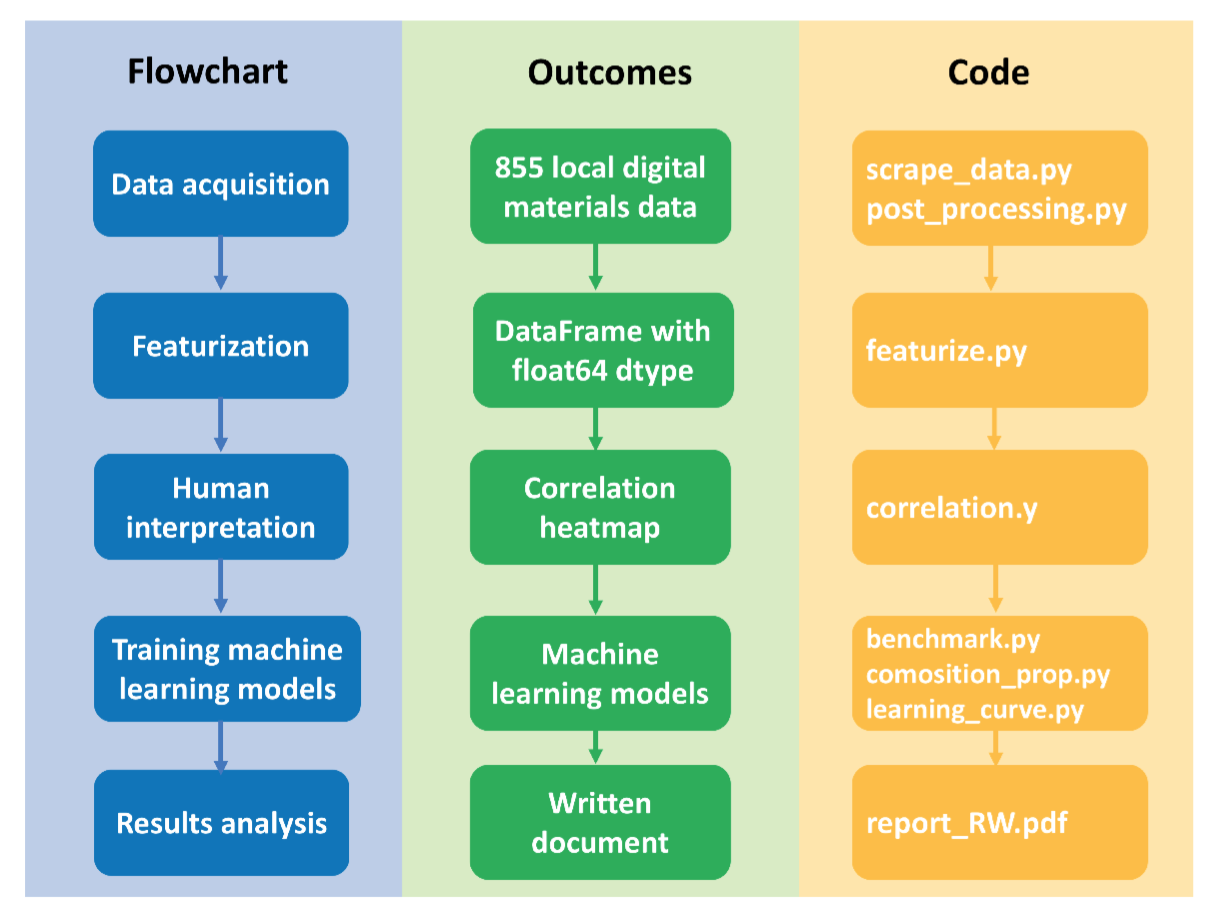 Flowchart
Data acquisition
Featurization
Human
interpretation
Training machine
learning models
Results analysis
Outcomes
855 local digital
materials data
DataFrame with
float64 dtype
Correlation
heatmap
Machine
learning models
Written
document
Code
scrape_data.py
post_processing.py
featurize.py
correlation.y
benchmark.py
comosition_prop.py
learning_curve.py
report_RW.pdf